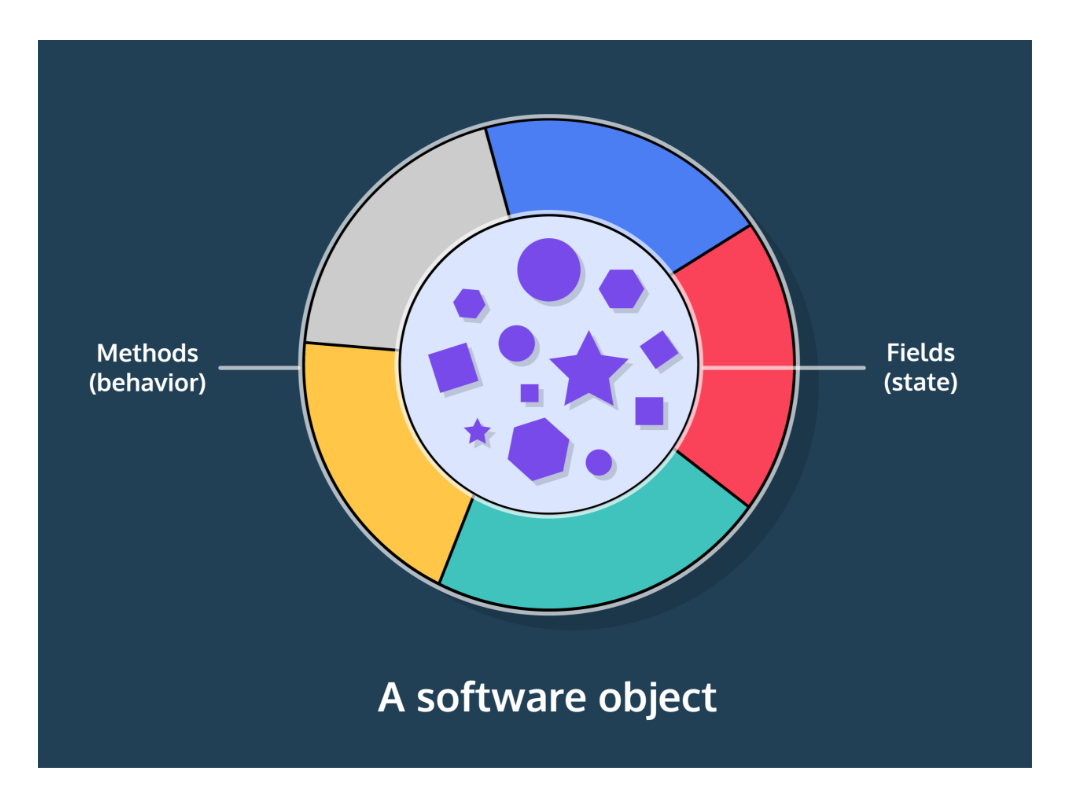 Methods
(behavior)
Fields
(state)
A software object